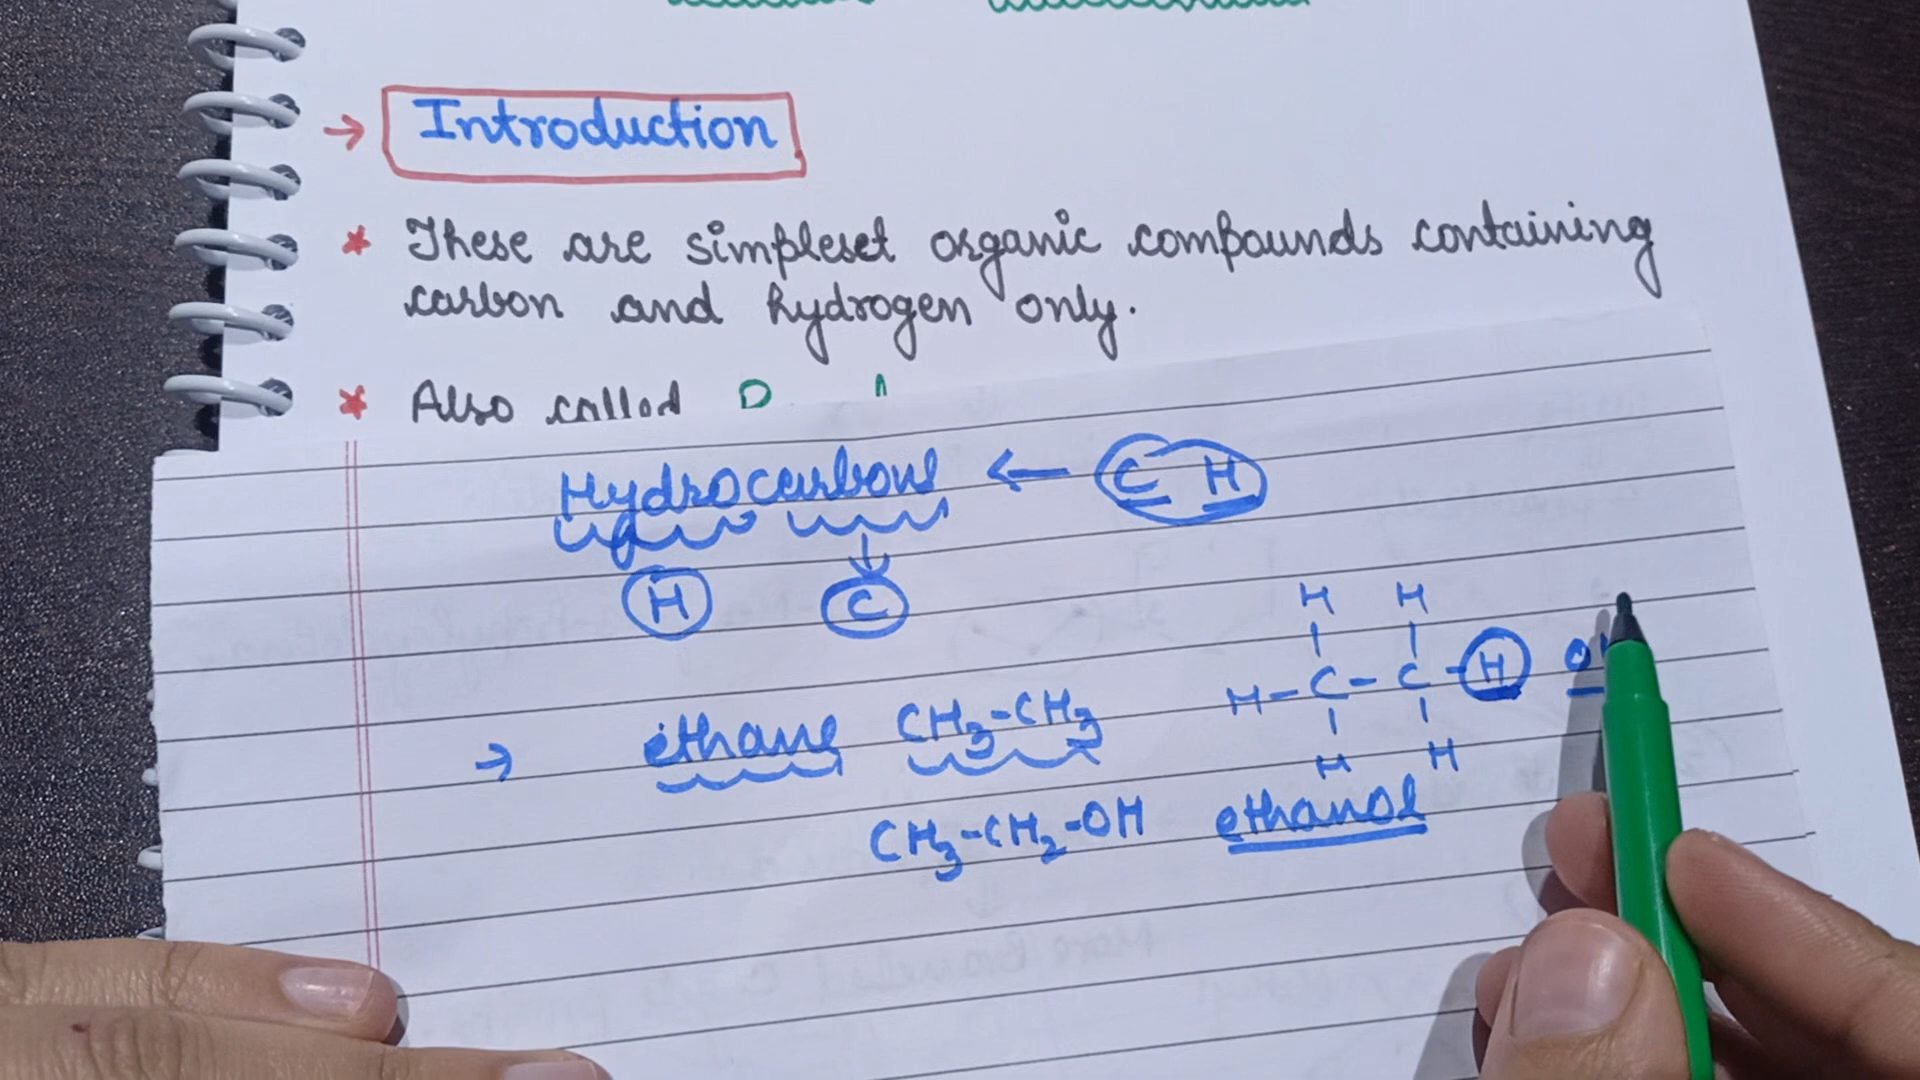 → Introduction
* These are simpleset organic compounds containing
carbon and hydrogen only.
* Also called
Hydrocarbons ← C H
H C
H H
H-C-C-H
H H
→ ethane CH₃-CH₃
CH₃-CH₂-OH ethanol